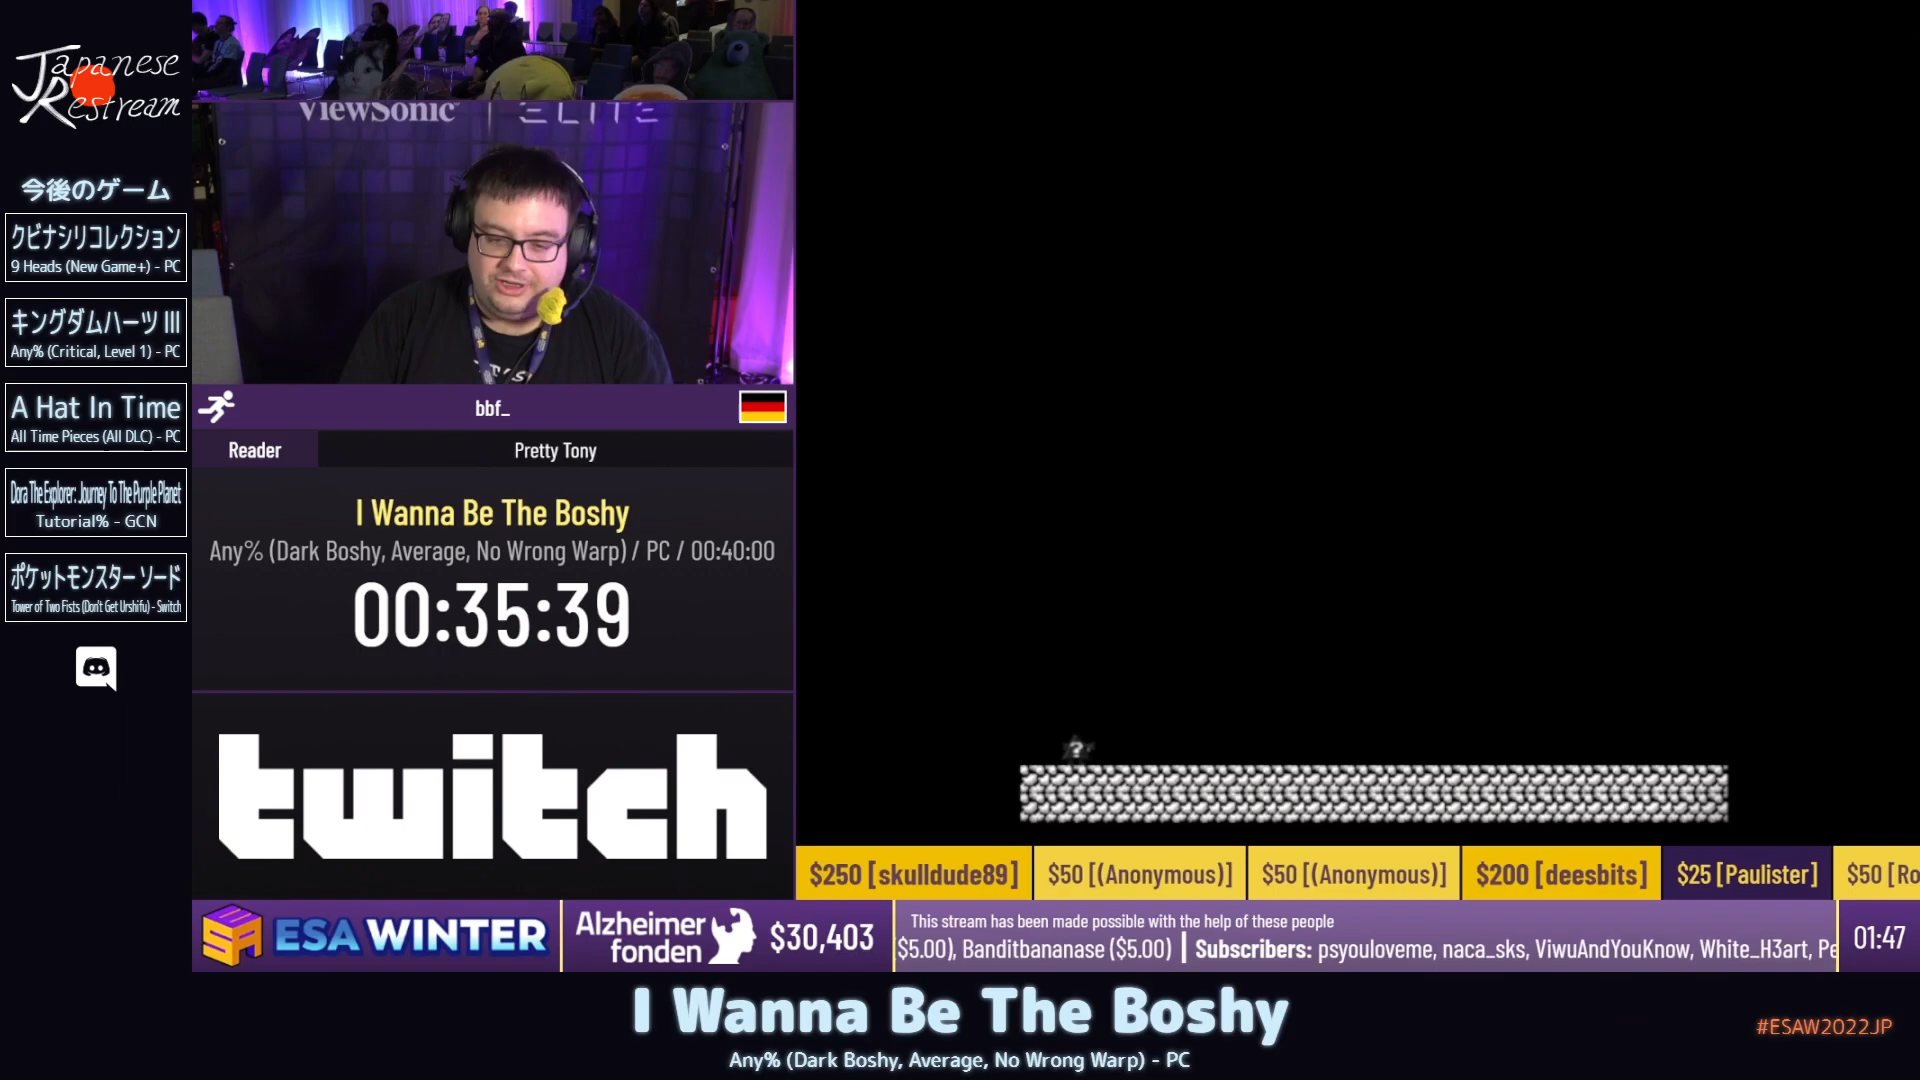 Japanese
Restream
今後のゲーム
クビナシリコレクション
9 Heads (New Game+) - PC
キングダムハーツ III
Any% (Critical, Level 1) - PC
A Hat In Time
All Time Pieces (All DLC) - PC
Dora The Explorer: Journey To The Purple Planet
Tutorial% - GCN
ポケットモンスター ソード
Tower of Two Fists (Don't Get Urshifu) - Switch
ViewSonic | ELITE
bbf_
Reader
Pretty Tony
I Wanna Be The Boshy
Any% (Dark Boshy, Average, No Wrong Warp) / PC / 00:40:00
00:35:39
twitch
?
$250 [skulldude89]
$50 [(Anonymous)]
$50 [(Anonymous)]
$200 [deesbits]
$25 [Paulister]
$50 [Ro
ESA WINTER
Alzheimer
fonden
$30,403
This stream has been made possible with the help of these people
$5.00), Banditbananase ($5.00) | Subscribers: psyouloveme, naca_sks, ViwuAndYouKnow, White_H3art, Pe
01:47
I Wanna Be The Boshy
Any% (Dark Boshy, Average, No Wrong Warp) - PC
#ESAW2022JP